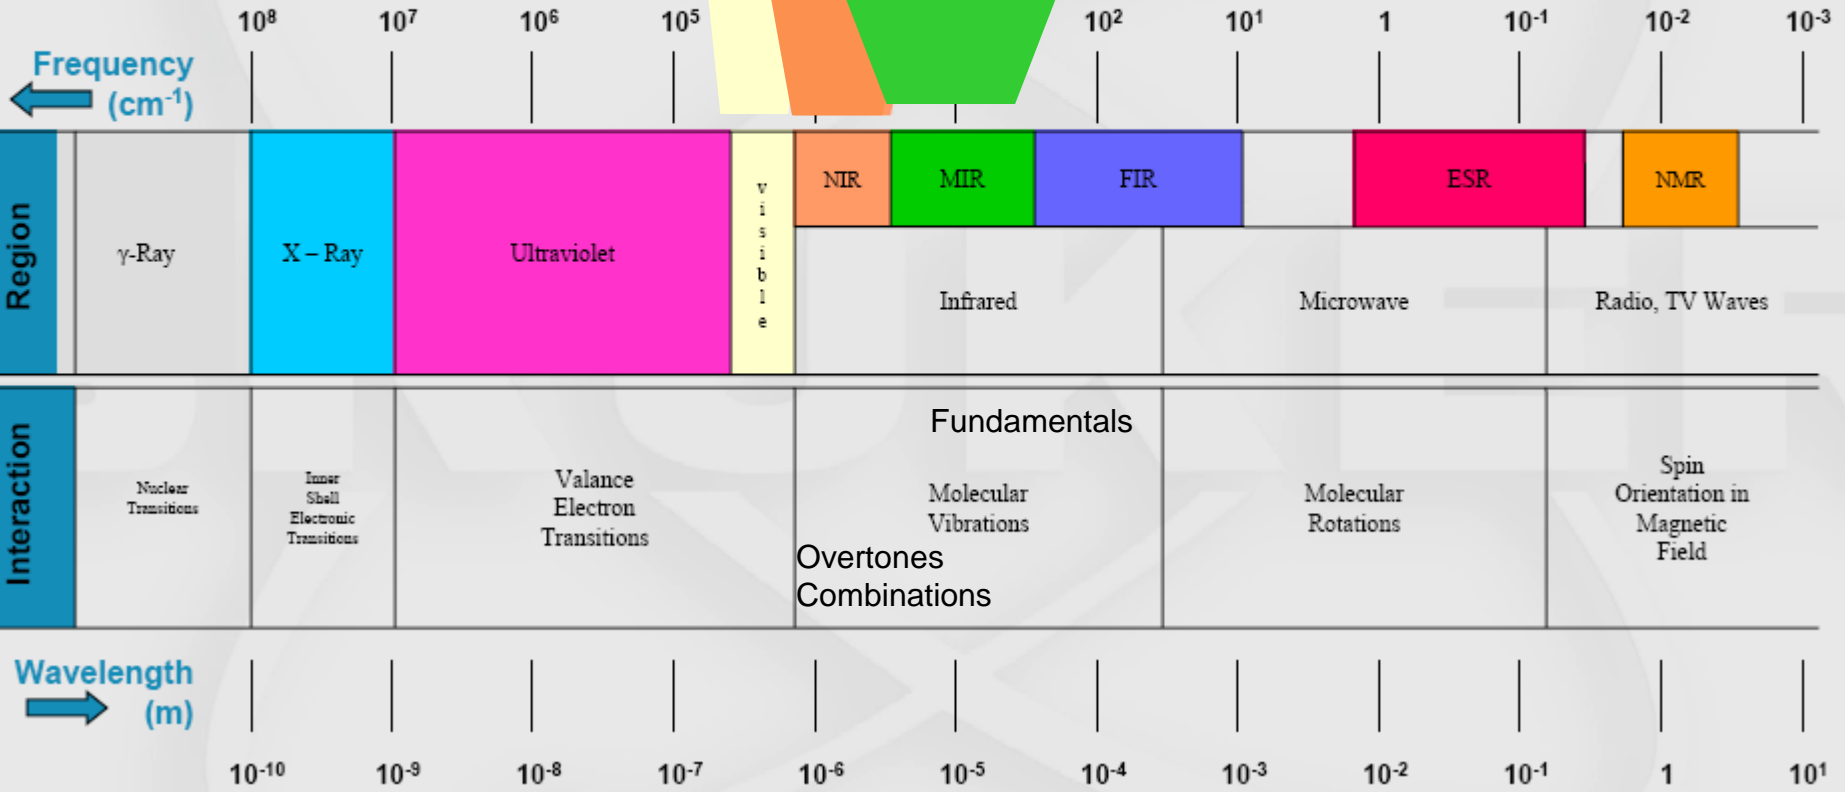 10⁸ 10⁷ 10⁶ 10⁵ 10² 10¹ 1 10⁻¹ 10⁻² 10⁻³
Frequency
(cm⁻¹)
Region
γ-Ray
X – Ray
Ultraviolet
visible
NIR
MIR
FIR
ESR
NMR
Infrared
Microwave
Radio, TV Waves
Interaction
Nuclear
Transitions
Inner
Shell
Electronic
Transitions
Valance
Electron
Transitions
Fundamentals
Molecular
Vibrations
Overtones
Combinations
Molecular
Rotations
Spin
Orientation in
Magnetic
Field
Wavelength
(m)
10⁻¹⁰ 10⁻⁹ 10⁻⁸ 10⁻⁷ 10⁻⁶ 10⁻⁵ 10⁻⁴ 10⁻³ 10⁻² 10⁻¹ 1 10¹